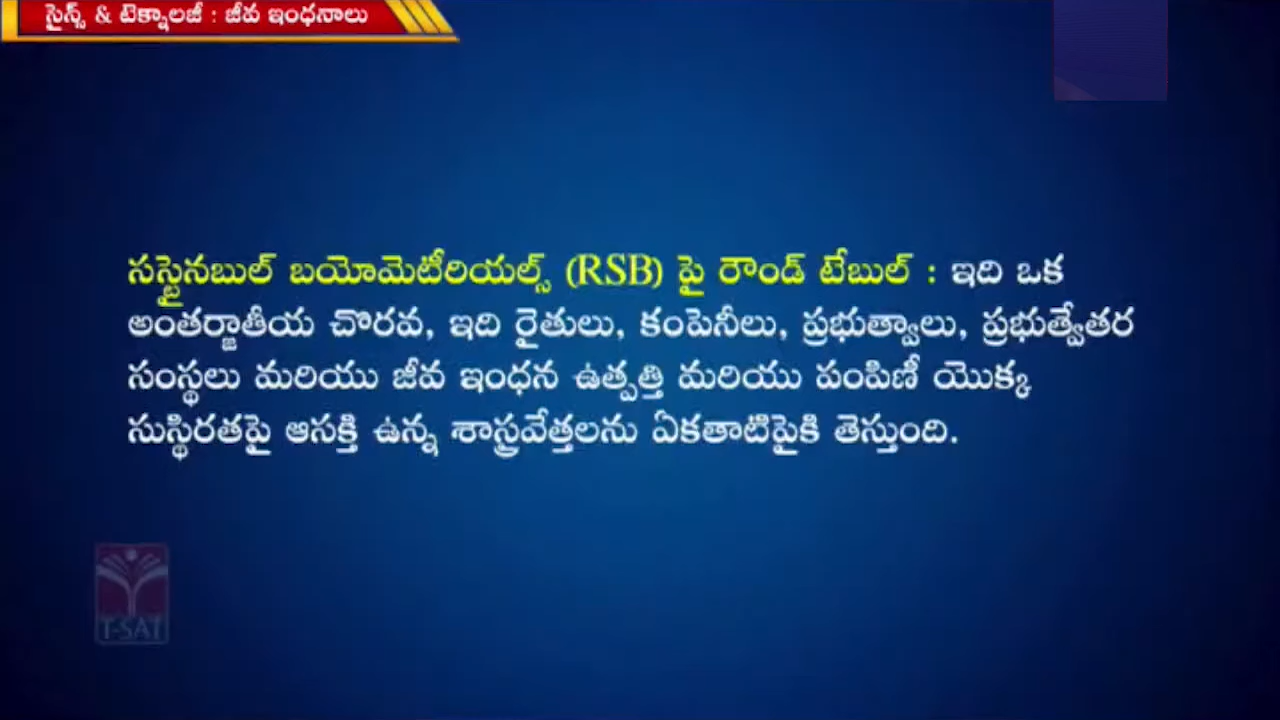 సైన్స్ & టెక్నాలజీ : జీవ ఇంధనాలు
సస్టైనబుల్ బయోమెటీరియల్స్ (RSB) పై రౌండ్ టేబుల్ : ఇది ఒక
అంతర్జాతీయ చొరవ, ఇది రైతులు, కంపెనీలు, ప్రభుత్వాలు, ప్రభుత్వేతర
సంస్థలు మరియు జీవ ఇంధన ఉత్పత్తి మరియు పంపిణీ యొక్క
సుస్థిరతపై ఆసక్తి ఉన్న శాస్త్రవేత్తలను ఏకతాటిపైకి తెస్తుంది.
T-SAT